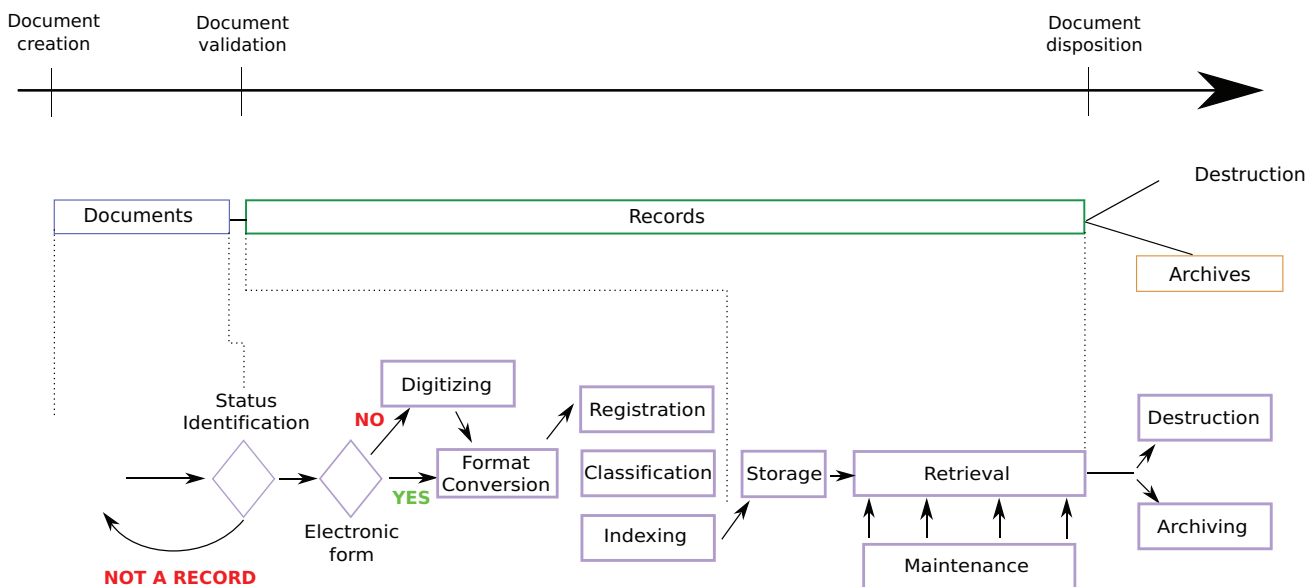 Document
creation
Document
validation
Document
disposition
Documents
Records
Destruction
Archives
Status
Identification
NO
Digitizing
YES
Format
Conversion
Electronic
form
NOT A RECORD
Registration
Classification
Indexing
Storage
Retrieval
Maintenance
Destruction
Archiving